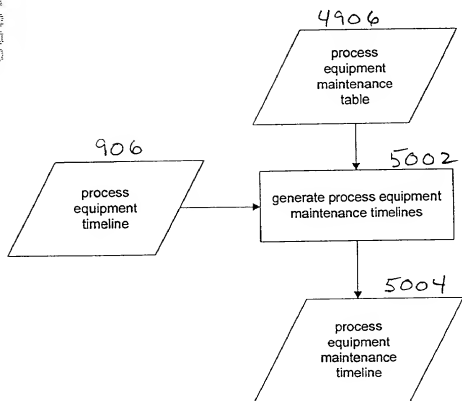 4906
process
equipment
maintenance
table
906
process
equipment
timeline
5002
generate process equipment
maintenance timelines
5004
process
equipment
maintenance
timeline